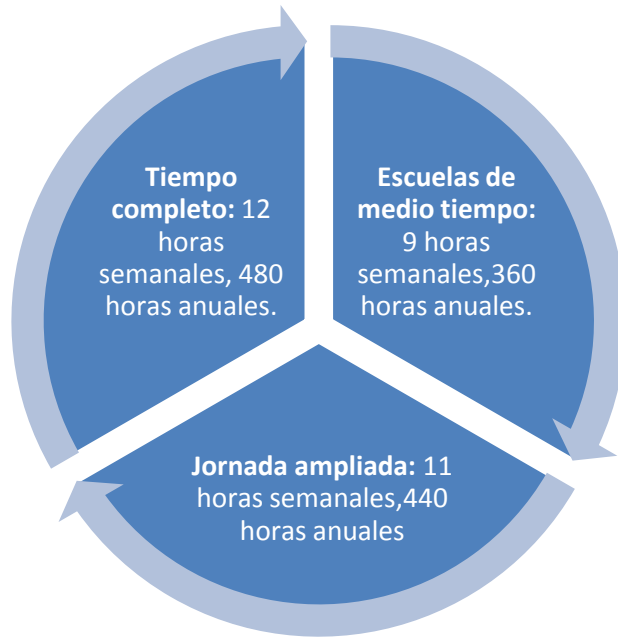 Tiempo
completo: 12
horas
semanales, 480
horas anuales.
Escuelas de
medio tiempo:
9 horas
semanales,360
horas anuales.
Jornada ampliada: 11
horas semanales,440
horas anuales